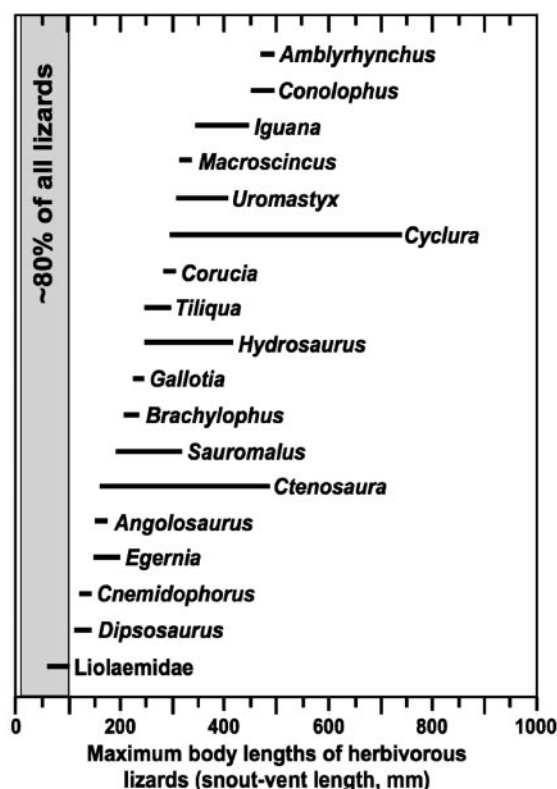 ~80% of all lizards
Amblyrhynchus
Conolophus
Iguana
Macroscincus
Uromastyx
Cyclura
Corucia
Tiliqua
Hydrosaurus
Gallotia
Brachylophus
Sauromalus
Ctenosaura
Angolosaurus
Egernia
Cnemidophorus
Dipsosaurus
Liolaemidae
0 200 400 600 800 1000
Maximum body lengths of herbivorous
lizards (snout-vent length, mm)